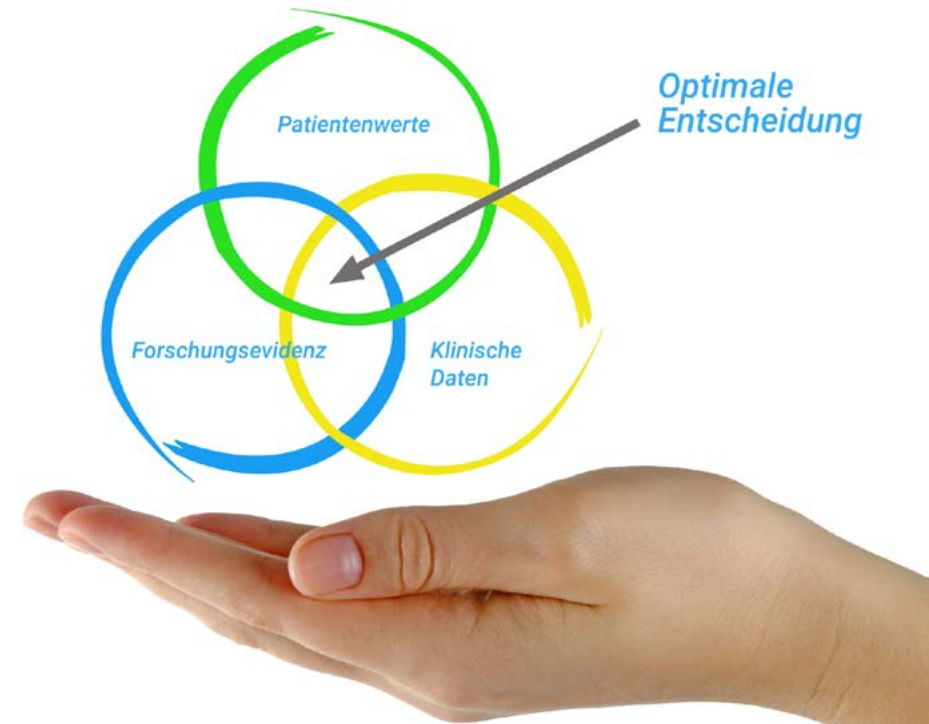 Optimale
Entscheidung
Patientenwerte
Forschungsevidenz
Klinische
Daten